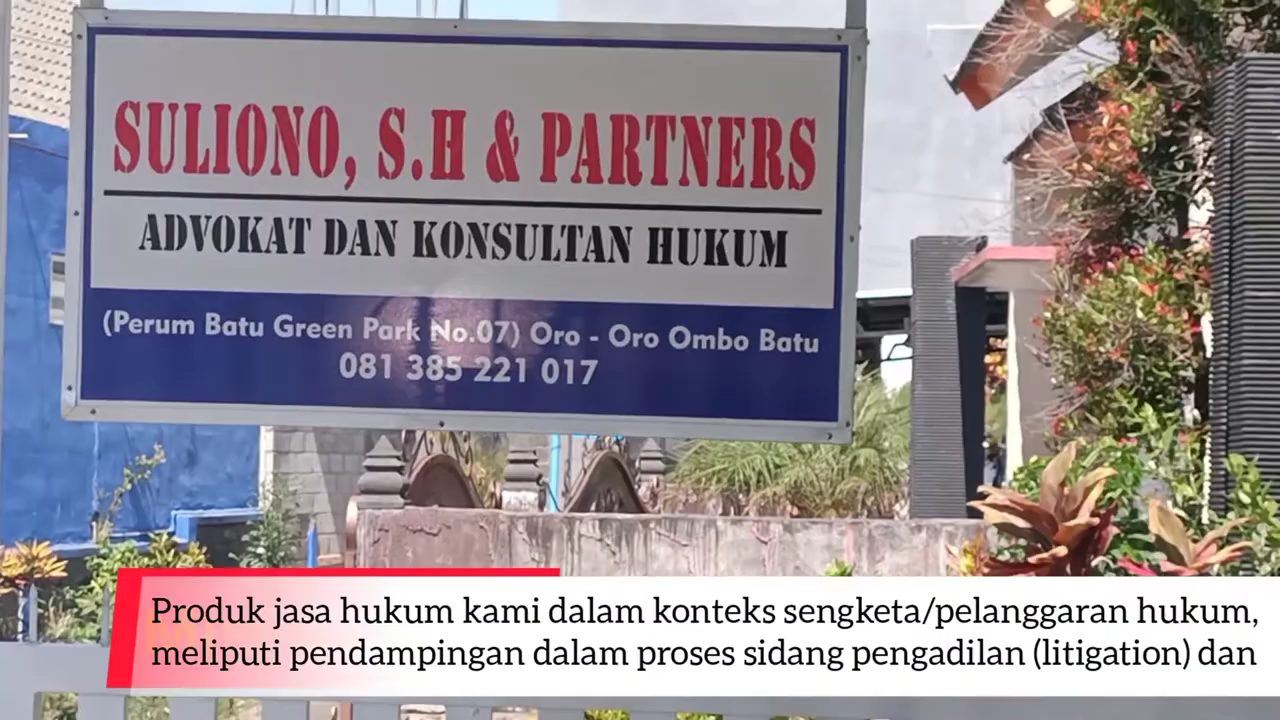 SULIONO, S.H & PARTNERS
ADVOKAT DAN KONSULTAN HUKUM
(Perum Batu Green Park No.07) Oro - Oro Ombo Batu
081 385 221 017
Produk jasa hukum kami dalam konteks sengketa/pelanggaran hukum,
meliputi pendampingan dalam proses sidang pengadilan (litigation) dan